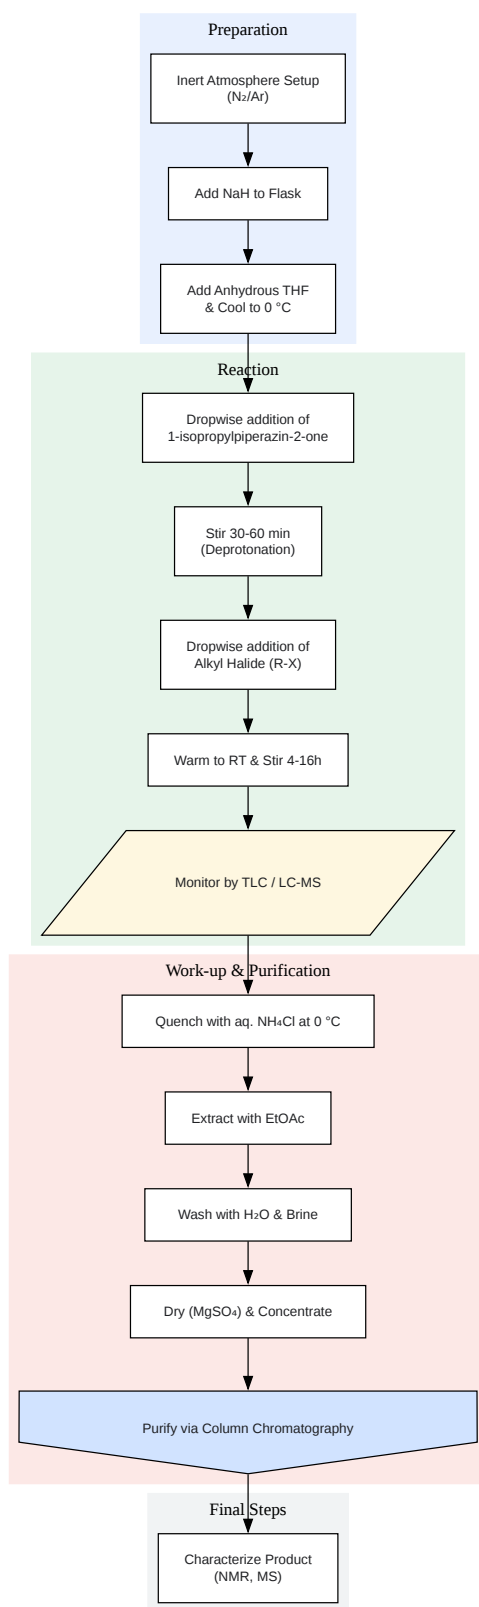 Preparation
Inert Atmosphere Setup
(N₂/Ar)
Add NaH to Flask
Add Anhydrous THF
& Cool to 0 °C
Reaction
Dropwise addition of
1-isopropylpiperazin-2-one
Stir 30-60 min
(Deprotonation)
Dropwise addition of
Alkyl Halide (R-X)
Warm to RT & Stir 4-16h
Monitor by TLC / LC-MS
Work-up & Purification
Quench with aq. NH₄Cl at 0 °C
Extract with EtOAc
Wash with H₂O & Brine
Dry (MgSO₄) & Concentrate
Purify via Column Chromatography
Final Steps
Characterize Product
(NMR, MS)